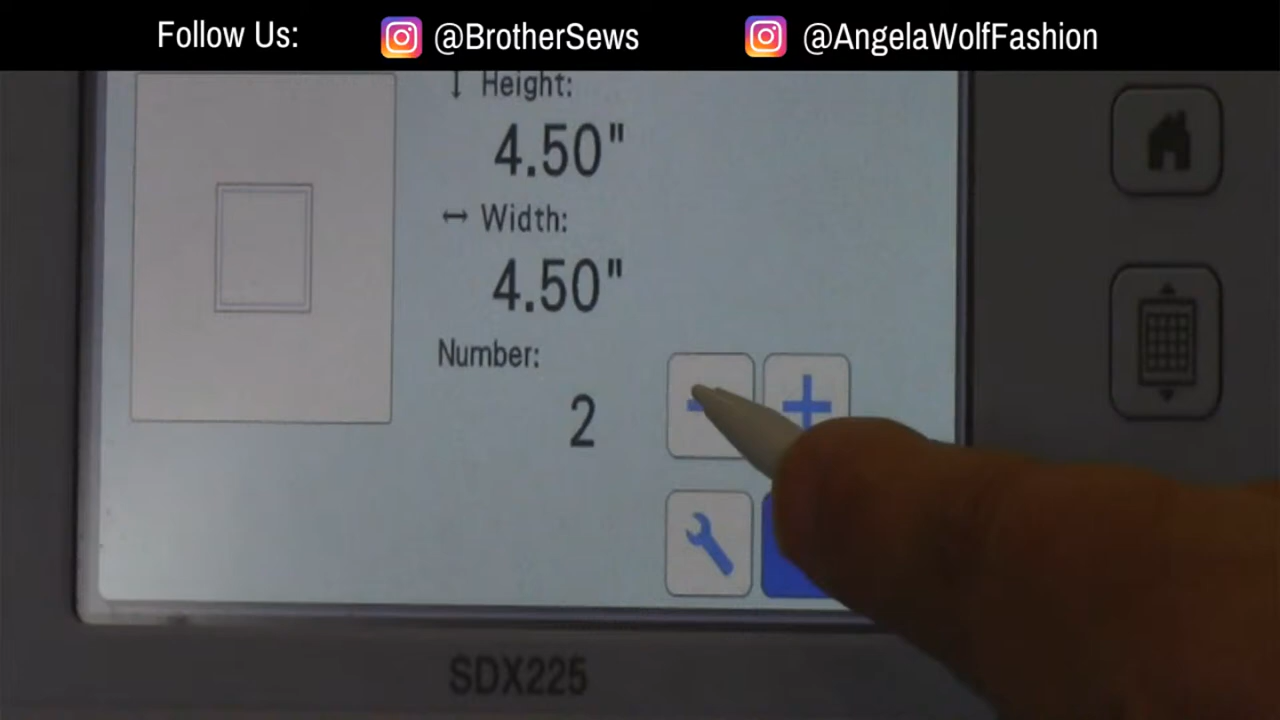 Follow Us: @BrotherSews @AngelaWolfFashion
Height:
4.50"
Width:
4.50"
Number:
2
SDX225